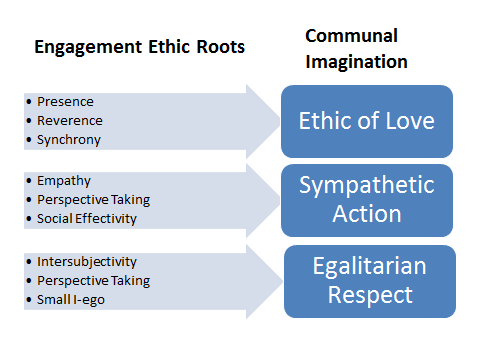 Engagement Ethic Roots
Communal
Imagination
• Presence
• Reverence
• Synchrony
Ethic of Love
• Empathy
• Perspective Taking
• Social Effectivity
Sympathetic
Action
• Intersubjectivity
• Perspective Taking
• Small I-ego
Egalitarian
Respect